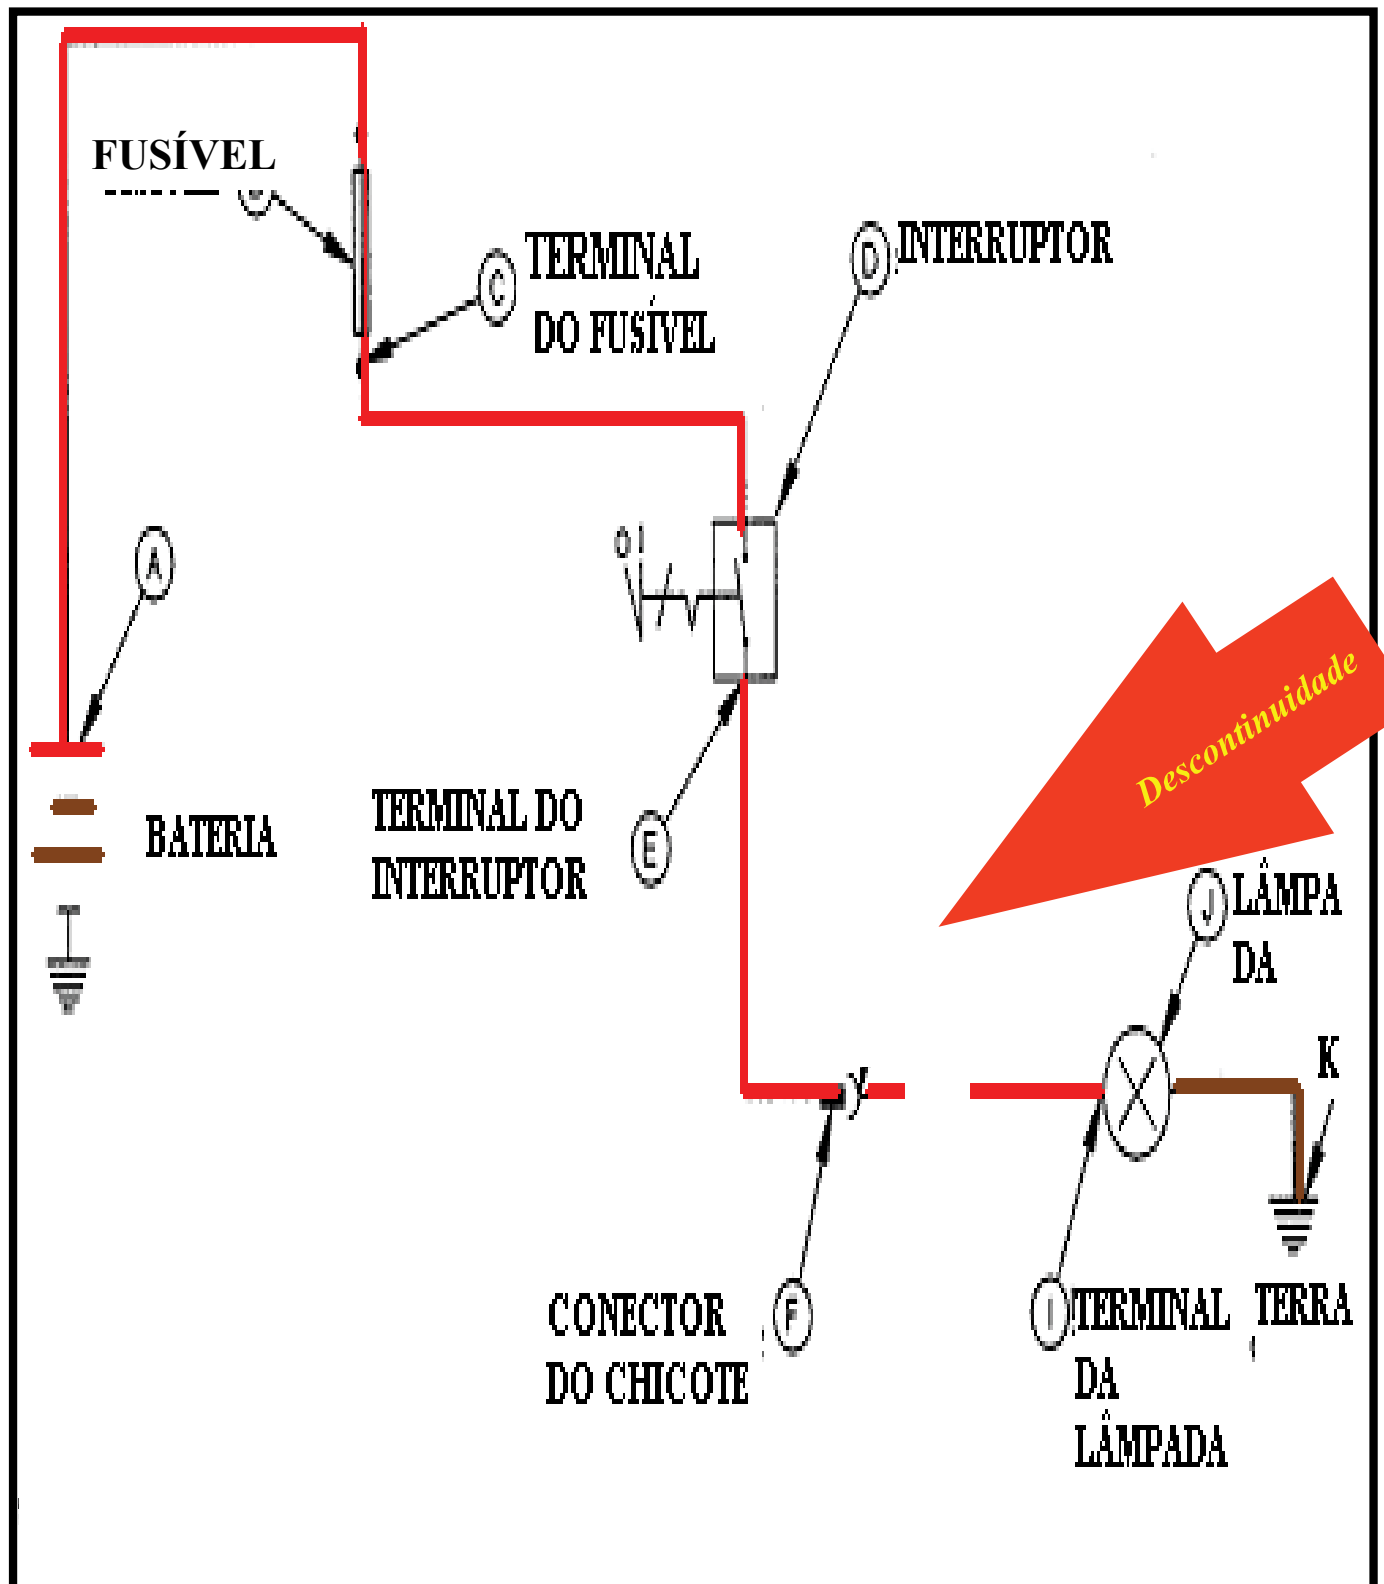 FUSÍVEL
C
TERMINAL
DO FUSÍVEL
D
INTERRUPTOR
0 I
A
Descontinuidade
BATERIA
TERMINAL DO
INTERRUPTOR
E
J
LÂMPA
DA
K
F
CONECTOR
DO CHICOTE
I
TERMINAL
DA
LÂMPADA
TERRA